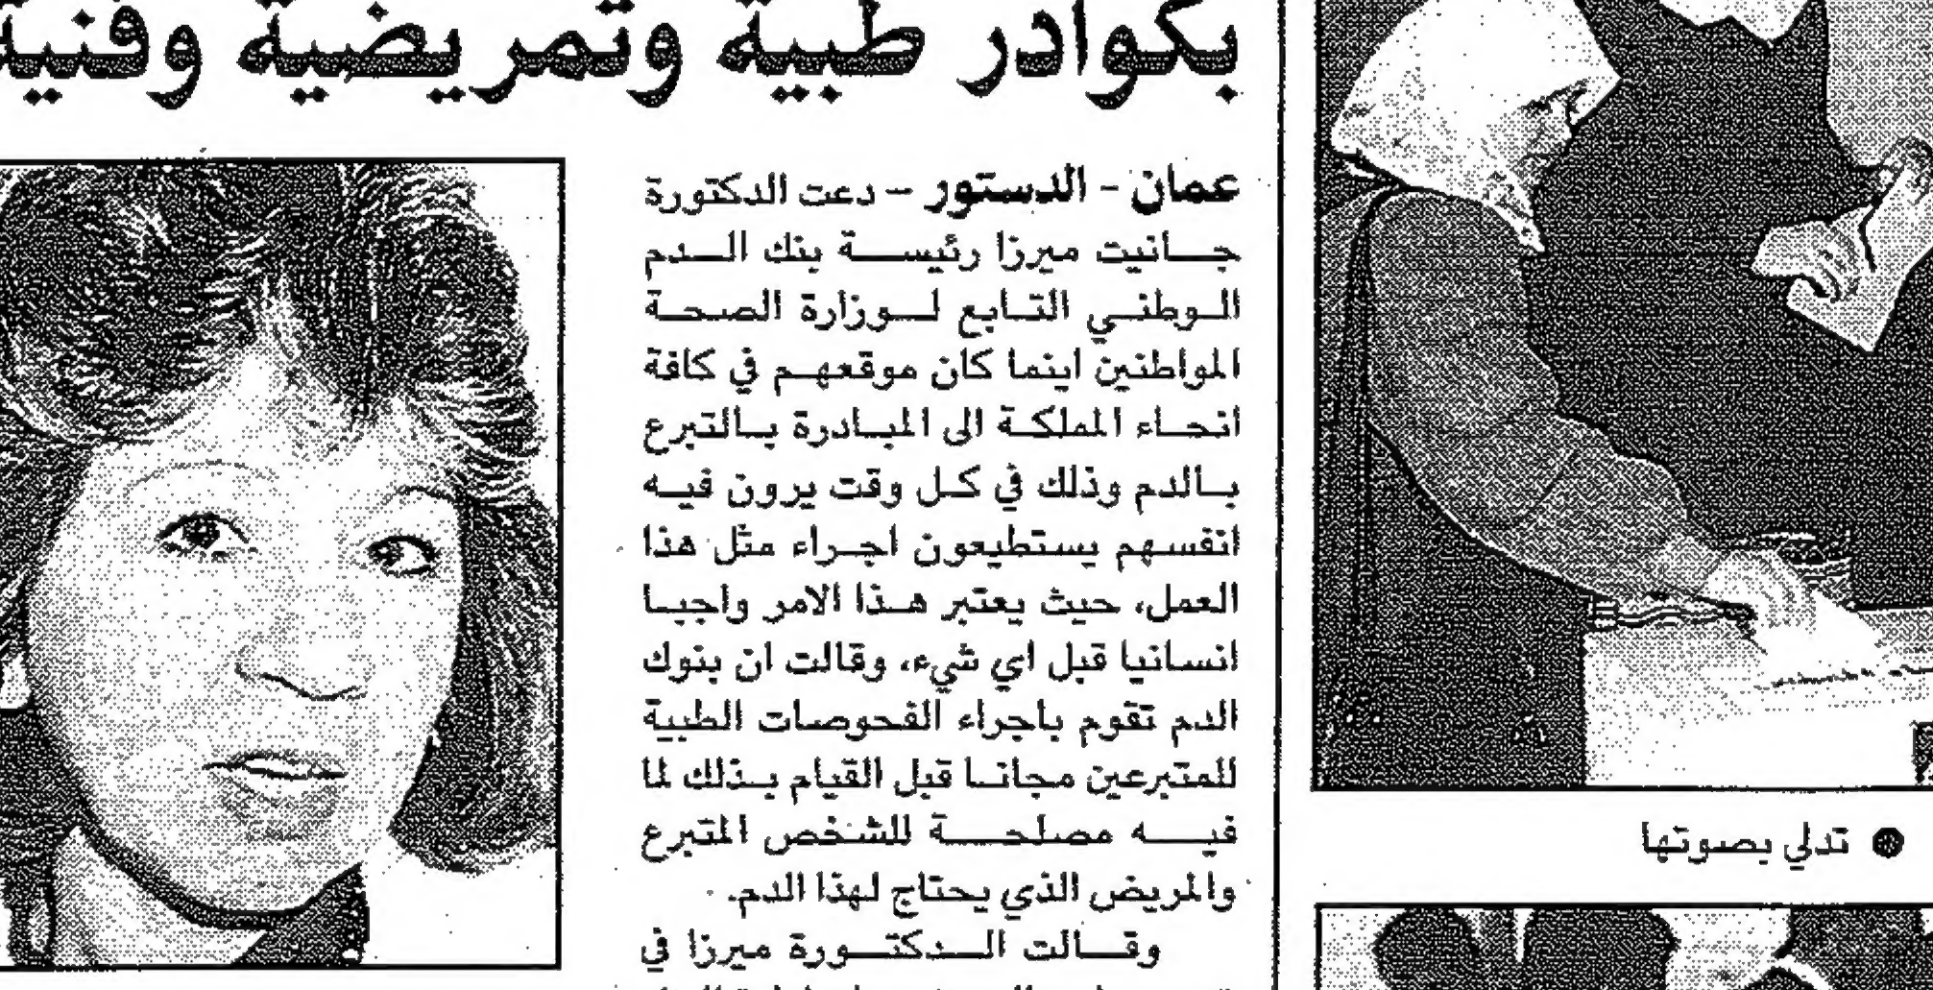 بكوادر طبية وتمريضية وفنية
عمان - الدستور - دعت الدكتورة
جانيت ميرزا رئيسة بنك الدم
الوطني التابع لوزارة الصحة
المواطنين اينما كان موقعهم في كافة
انحاء المملكة الى المبادرة بالتبرع
بالدم وذلك في كل وقت يرون فيه
انفسهم يستطيعون اجراء مثل هذا
العمل، حيث يعتبر هذا الامر واجبا
انسانيا قبل اي شيء، وقالت ان بنوك
الدم تقوم باجراء الفحوصات الطبية
للمتبرعين مجانا قبل القيام بذلك لما
فيه مصلحة للشخص المتبرع
والمريض الذي يحتاج لهذا الدم.
وقالت الدكتورة ميرزا في
● تدلي بصوتها